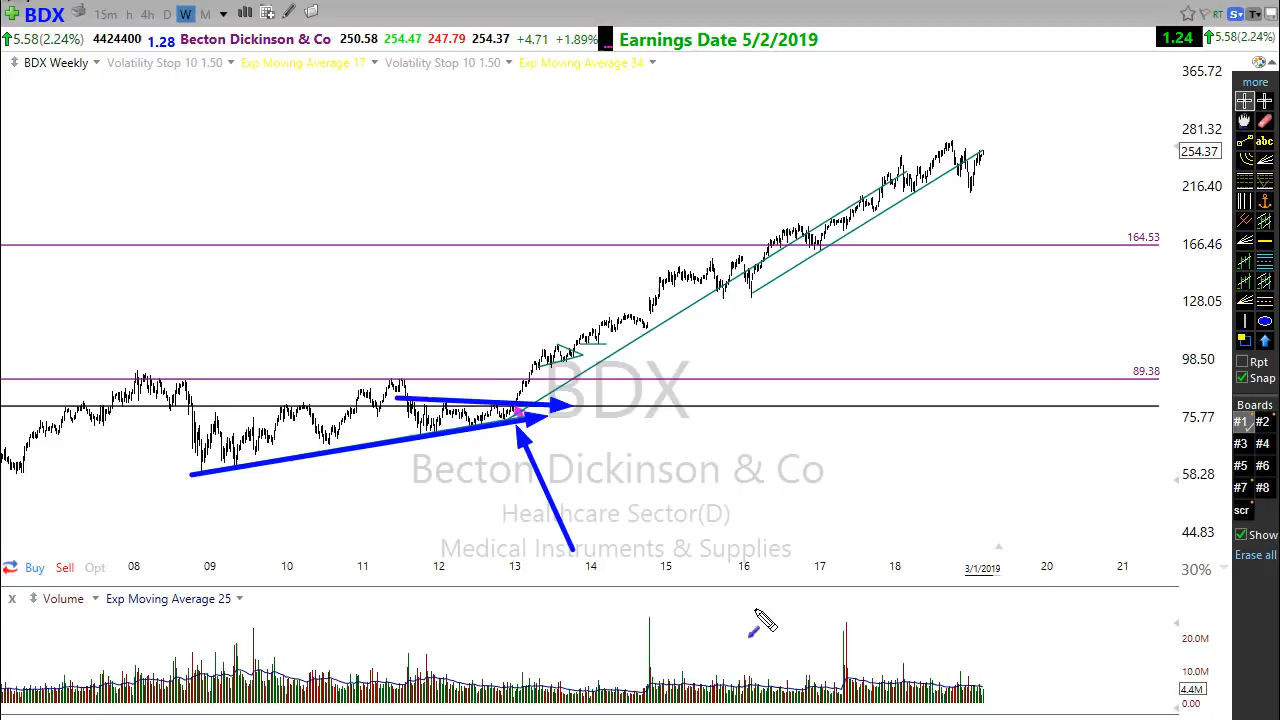 BDX 15m h 4h D W M RT S T
5.58(2.24%) 4424400 1.28 Becton Dickinson & Co 250.58 254.47 247.79 254.37 +4.71 +1.89% ... Earnings Date 5/2/2019 1.24 5.58(2.24%)
BDX Weekly Volatility Stop 10 1.50 Exp Moving Average 17 Volatility Stop 10 1.50 Exp Moving Average 34
365.72
more
281.32
abc
254.37
216.40
164.53
166.46
128.05
98.50
Rpt
89.38
Snap
BDX
Boards
75.77
#1 #2
#3 #4
Becton Dickinson & Co
58.28
#5 #6
#7 #8
Healthcare Sector(D)
scr
44.83
Show
Medical Instruments & Supplies
Erase all
Buy Sell Opt 08 09 10 11 12 13 14 15 16 17 18 3/1/2019 20 21 30%
X Volume Exp Moving Average 25
20.0M
10.0M
4.4M
0.00